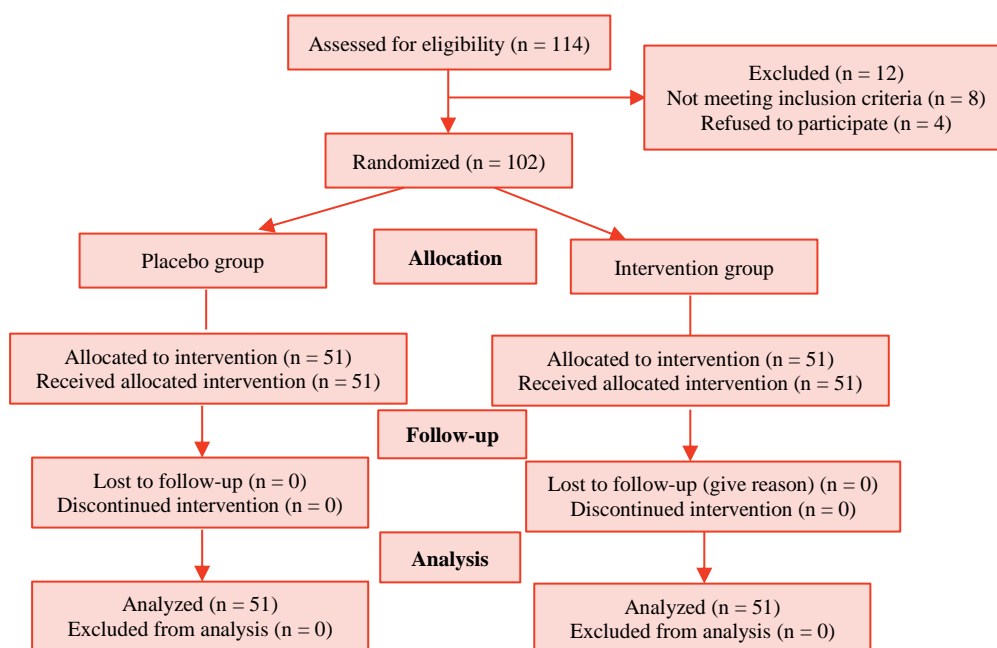 Assessed for eligibility (n = 114)
Excluded (n = 12)
Not meeting inclusion criteria (n = 8)
Refused to participate (n = 4)
Randomized (n = 102)
Placebo group
Allocation
Intervention group
Allocated to intervention (n = 51)
Received allocated intervention (n = 51)
Allocated to intervention (n = 51)
Received allocated intervention (n = 51)
Follow-up
Lost to follow-up (n = 0)
Discontinued intervention (n = 0)
Lost to follow-up (give reason) (n = 0)
Discontinued intervention (n = 0)
Analysis
Analyzed (n = 51)
Excluded from analysis (n = 0)
Analyzed (n = 51)
Excluded from analysis (n = 0)